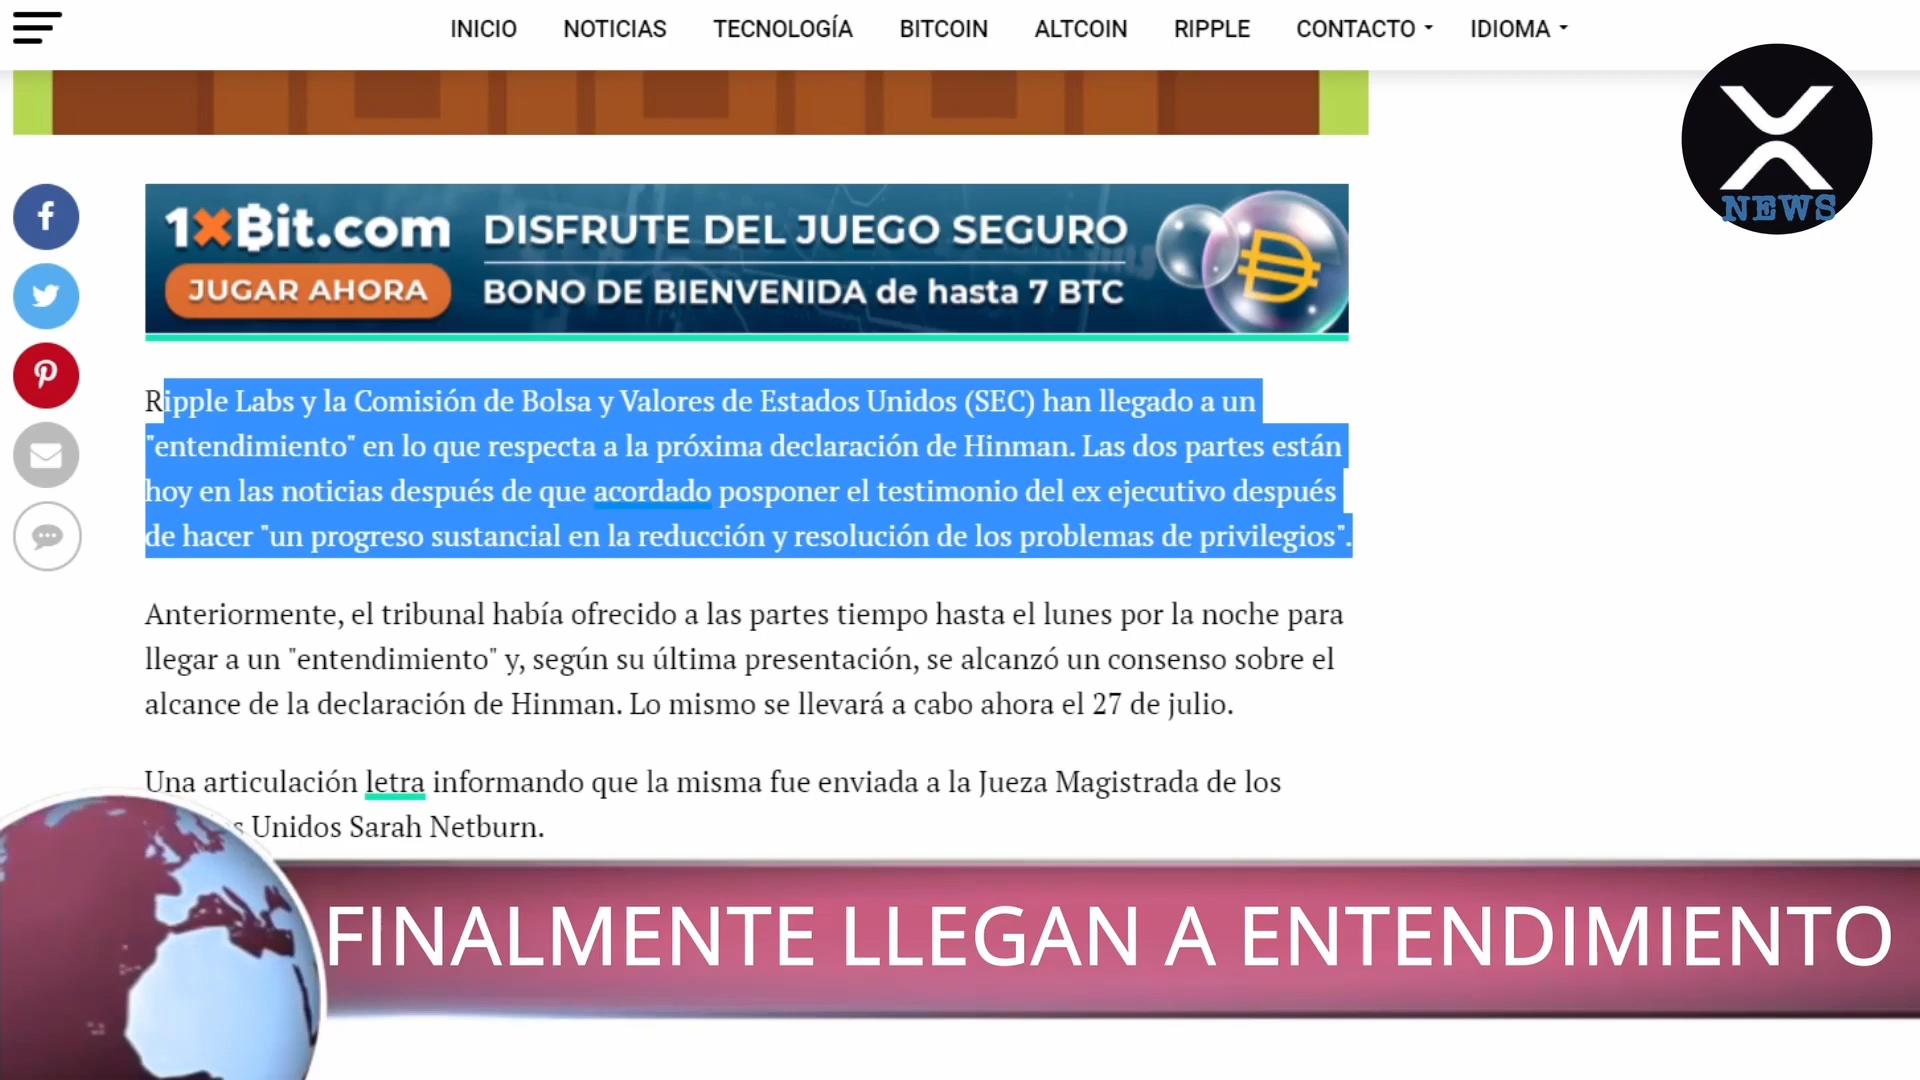 INICIO NOTICIAS TECNOLOGÍA BITCOIN ALTCOIN RIPPLE CONTACTO IDIOMA
NEWS
1xBit.com
JUGAR AHORA
DISFRUTE DEL JUEGO SEGURO
BONO DE BIENVENIDA de hasta 7 BTC
Ripple Labs y la Comisión de Bolsa y Valores de Estados Unidos (SEC) han llegado a un
"entendimiento" en lo que respecta a la próxima declaración de Hinman. Las dos partes están
hoy en las noticias después de que acordado posponer el testimonio del ex ejecutivo después
de hacer "un progreso sustancial en la reducción y resolución de los problemas de privilegios".
Anteriormente, el tribunal había ofrecido a las partes tiempo hasta el lunes por la noche para
llegar a un "entendimiento" y, según su última presentación, se alcanzó un consenso sobre el
alcance de la declaración de Hinman. Lo mismo se llevará a cabo ahora el 27 de julio.
Una articulación letra informando que la misma fue enviada a la Jueza Magistrada de los
Unidos Sarah Netburn.
FINALMENTE LLEGAN A ENTENDIMIENTO